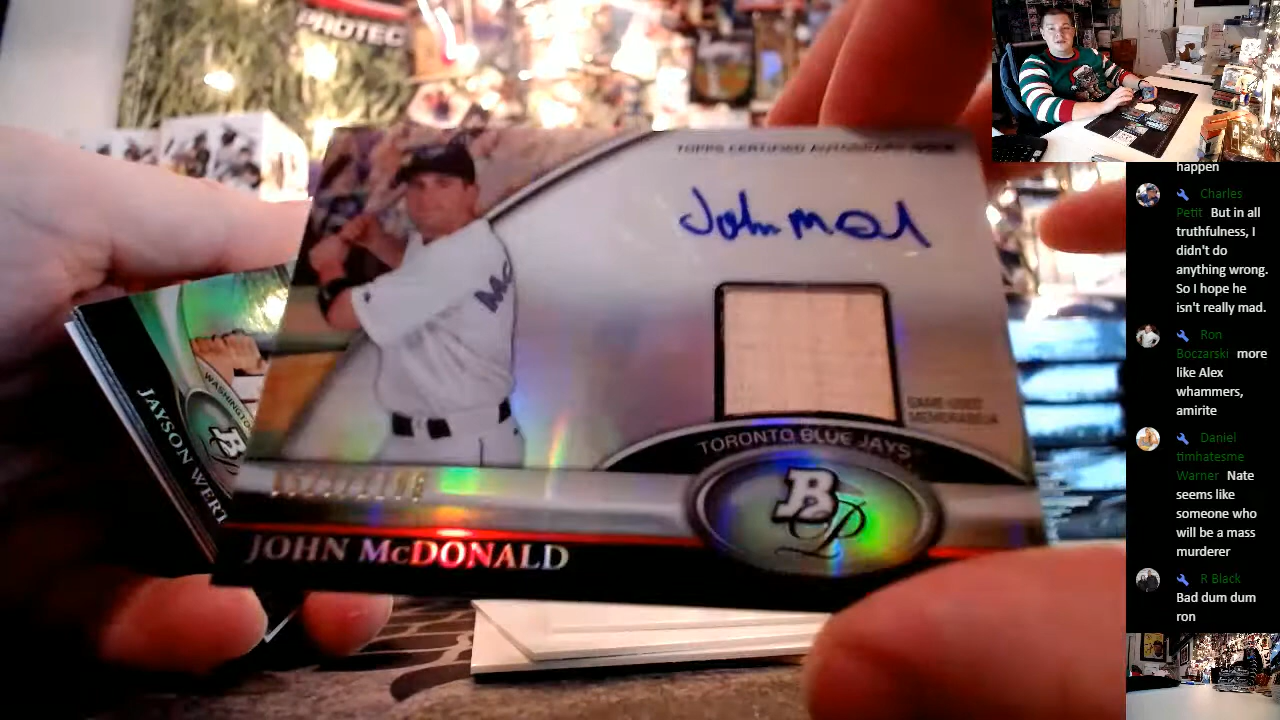 PROTEC
TOPPS CERTIFIED AUTOGRAPH ISSUE
John McD
Mc
GAME-USED
MEMORABILIA
TORONTO BLUE JAYS
BP
JOHN McDONALD
WASHINGTON
B
JAYSON WERT
happen
Charles
Petit But in all
truthfulness, I
didn't do
anything wrong.
So I hope he
isn't really mad.
Ron
Boczarski more
like Alex
whammers,
amirite
Daniel
timhatesme
Warner Nate
seems like
someone who
will be a mass
murderer
R Black
Bad dum dum
ron